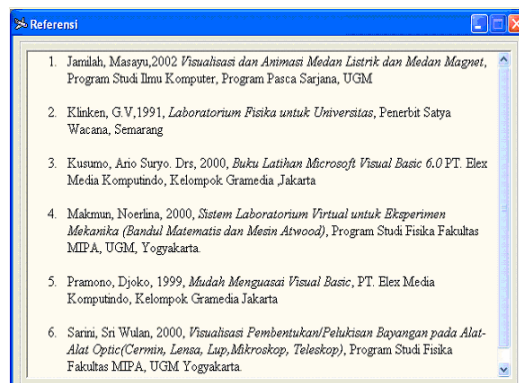 Referensi
1. Jamilah, Masayu,2002 Visualisasi dan Animasi Medan Listrik dan Medan Magnet,
Program Studi Ilmu Komputer, Program Pasca Sarjana, UGM
2. Klinken, G.V,1991, Laboratorium Fisika untuk Universitas, Penerbit Satya
Wacana, Semarang
3. Kusumo, Ario Suryo. Drs, 2000, Buku Latihan Microsoft Visual Basic 6.0 PT. Elex
Media Komputindo, Kelompok Gramedia ,Jakarta
4. Makmun, Noerlina, 2000, Sistem Laboratorium Virtual untuk Eksperimen
Mekanika (Bandul Matematis dan Mesin Atwood), Program Studi Fisika Fakultas
MIPA, UGM, Yogyakarta.
5. Pramono, Djoko, 1999, Mudah Menguasai Visual Basic, PT. Elex Media
Komputindo, Kelompok Gramedia Jakarta
6. Sarini, Sri Wulan, 2000, Visualisasi Pembentukan/Pelukisan Bayangan pada Alat-
Alat Optic(Cermin, Lensa, Lup,Mikroskop, Teleskop), Program Studi Fisika
Fakultas MIPA, UGM Yogyakarta.